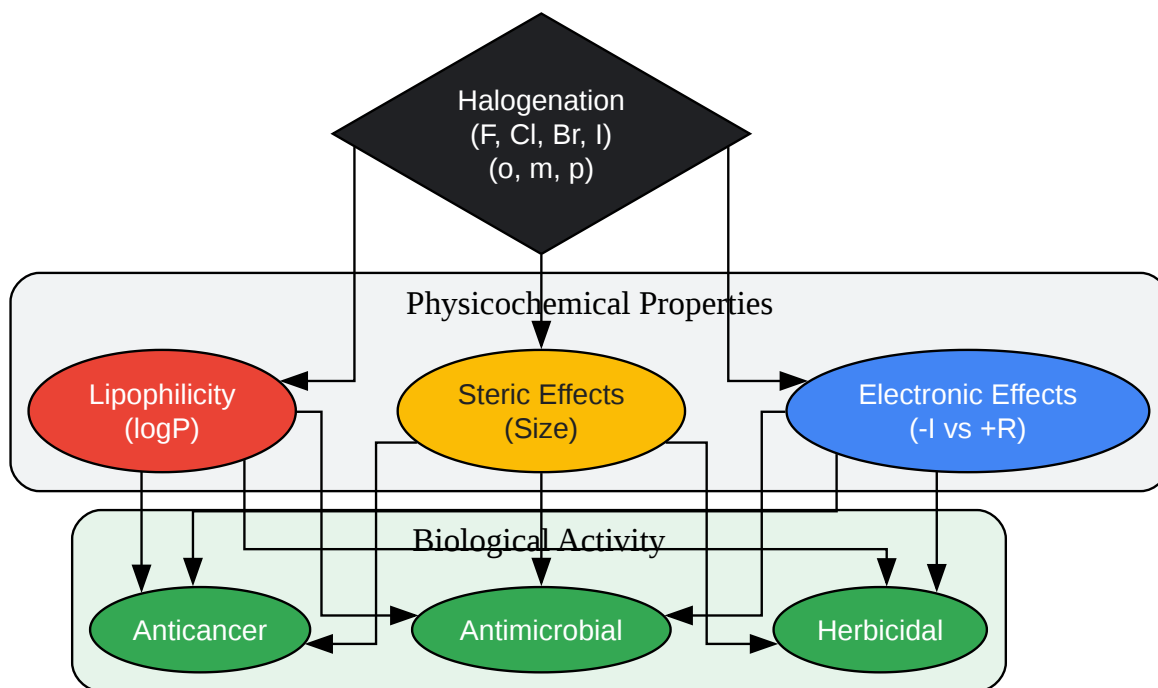 Halogenation
(F, Cl, Br, I)
(o, m, p)
Physicochemical Properties
Lipophilicity
(logP)
Steric Effects
(Size)
Electronic Effects
(-I vs +R)
Biological Activity
Anticancer
Antimicrobial
Herbicidal